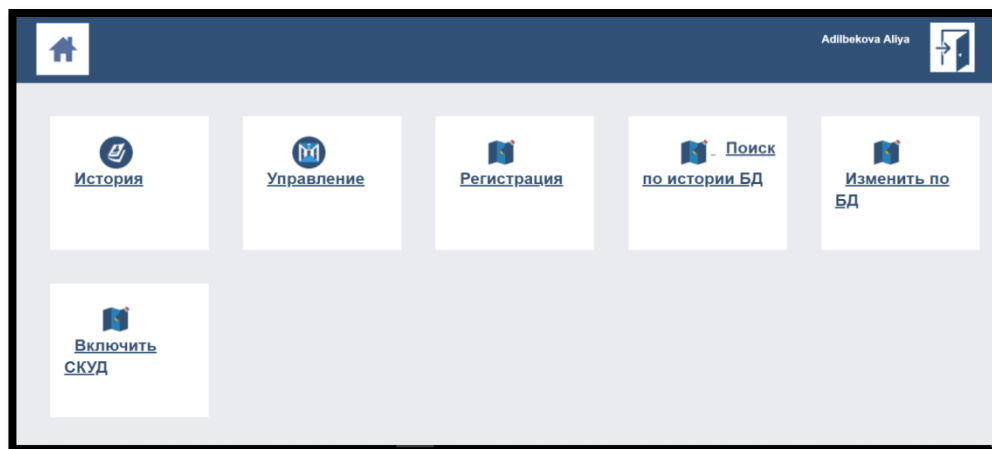 Adilbekova Aliya
История
Управление
Регистрация
Поиск
по истории БД
Изменить по
БД
Включить
СКУД